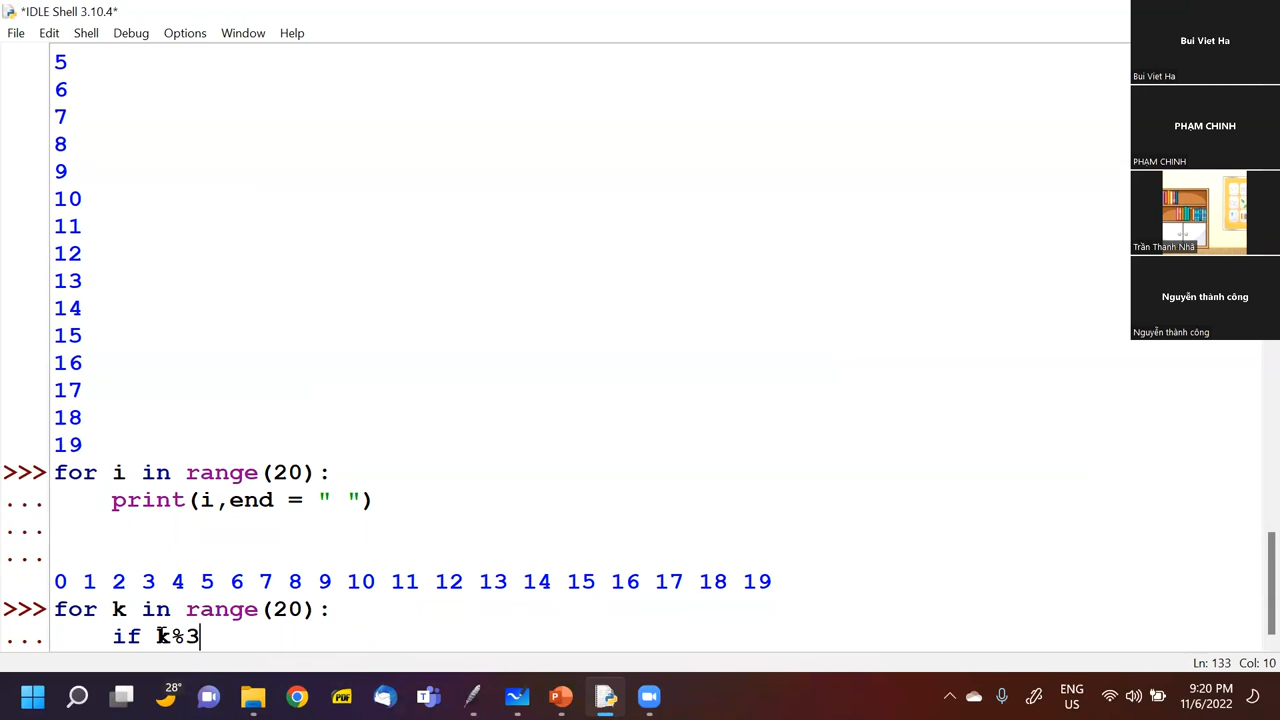 *IDLE Shell 3.10.4*
File Edit Shell Debug Options Window Help
5
6
7
8
9
10
11
12
13
14
15
16
17
18
19
>>> for i in range(20):
... print(i,end = " ")
...
...
0 1 2 3 4 5 6 7 8 9 10 11 12 13 14 15 16 17 18 19
>>> for k in range(20):
... if k%3
Ln: 133 Col: 10
Bui Viet Ha
Bui Viet Ha
PHẠM CHINH
PHẠM CHINH
Trần Thạnh Nhã
Nguyễn thành công
Nguyễn thành công
28°
PDF
ENG
US
9:20 PM
11/6/2022